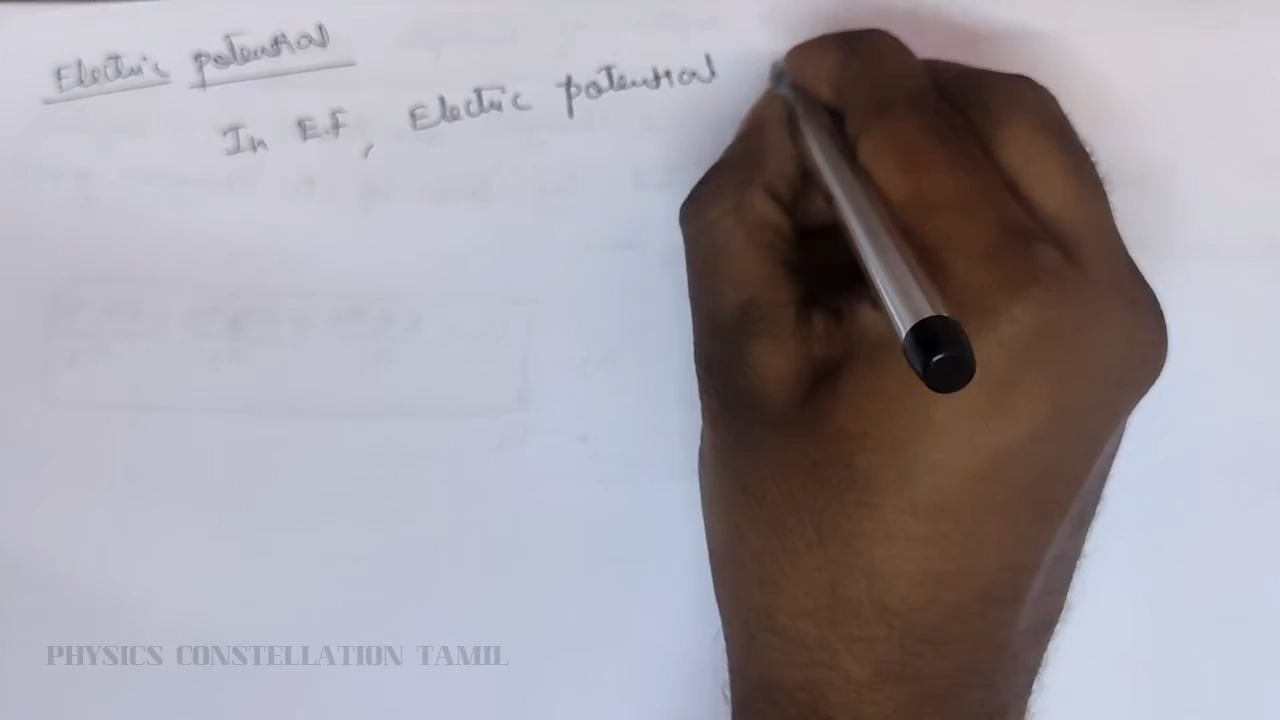 Electric potential
In E.F, Electric potential
PHYSICS CONSTELLATION TAMIL